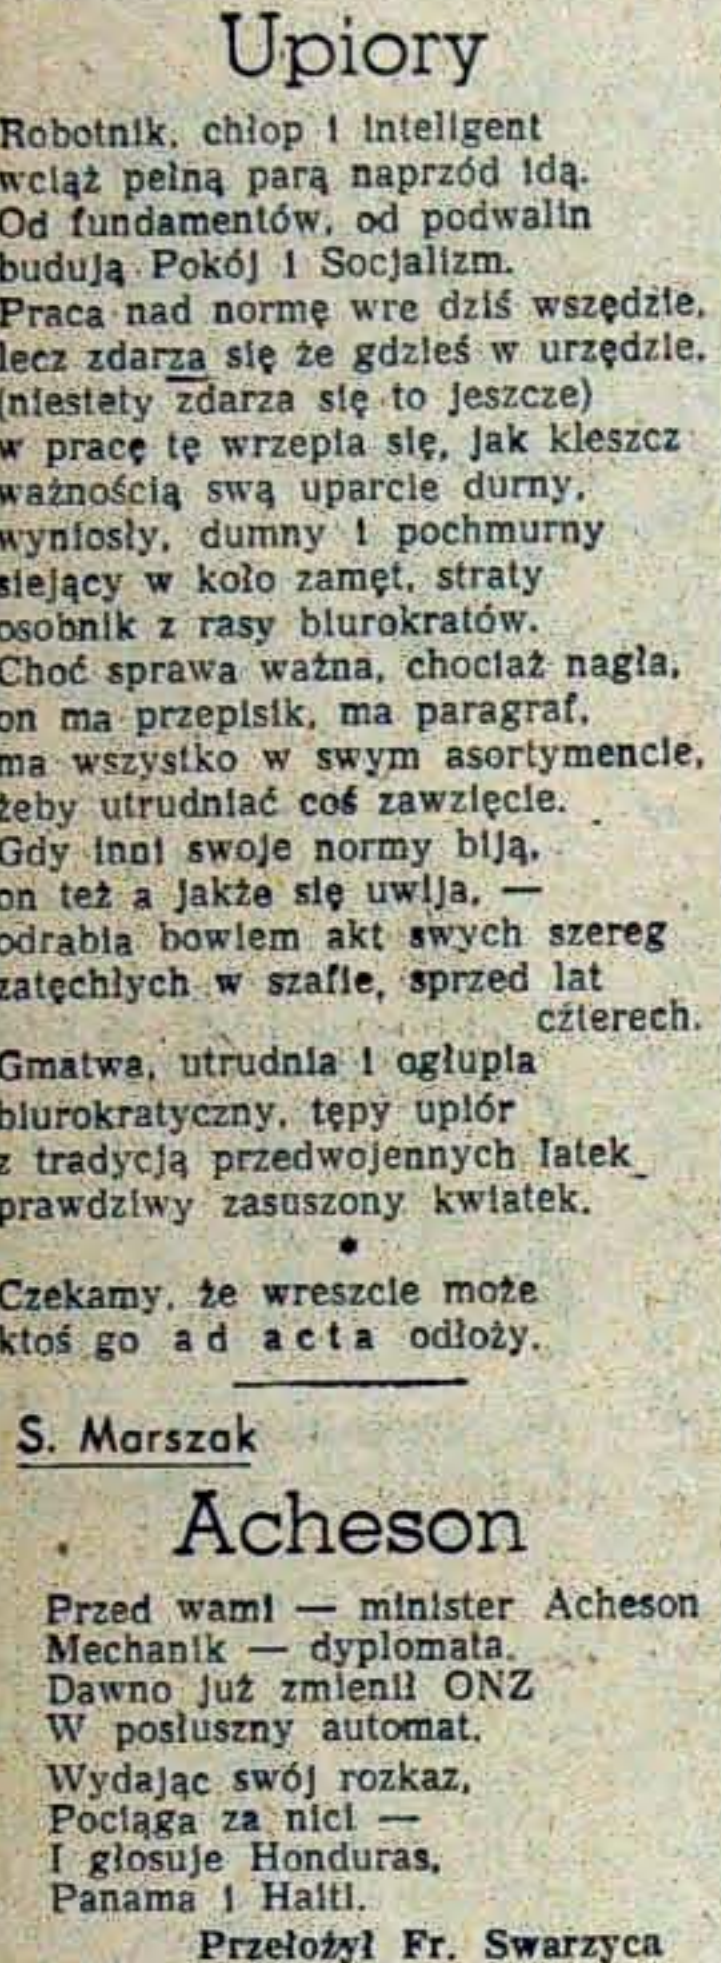 Upiory
Robotnik, chłop i inteligent
wciąż pełną parą naprzód idą.
Od fundamentów, od podwalin
budują Pokój i Socjalizm.
Praca nad normę wre dziś wszędzie,
lecz zdarza się że gdzieś w urzędzie,
(niestety zdarza się to jeszcze)
w pracę tę wrzepia się, jak kleszcz
ważnością swą uparcie durny,
wyniosły, dumny i pochmurny
siejący w koło zamęt, straty
osobnik z rasy biurokratów.
Choć sprawa ważna, chociaż nagła,
on ma przepisik, ma paragraf,
ma wszystko w swym asortymencie,
żeby utrudniać coś zawzięcie.
Gdy inni swoje normy biją,
on też a jakże się uwija, —
odrabia bowiem akt swych szereg
zatęchłych w szafie, sprzed lat
czterech.
Gmatwa, utrudnia i ogłupia
biurokratyczny, tępy upiór
z tradycją przedwojennych latek
prawdziwy zasuszony kwiatek.
*
Czekamy, że wreszcie może
ktoś go ad acta odłoży.
S. Marszak
Acheson
Przed wami — minister Acheson
Mechanik — dyplomata.
Dawno już zmienił ONZ
W posłuszny automat.
Wydając swój rozkaz,
Pociąga za nici —
I głosuje Honduras,
Panama i Haiti.
Przełożył Fr. Swarzyca